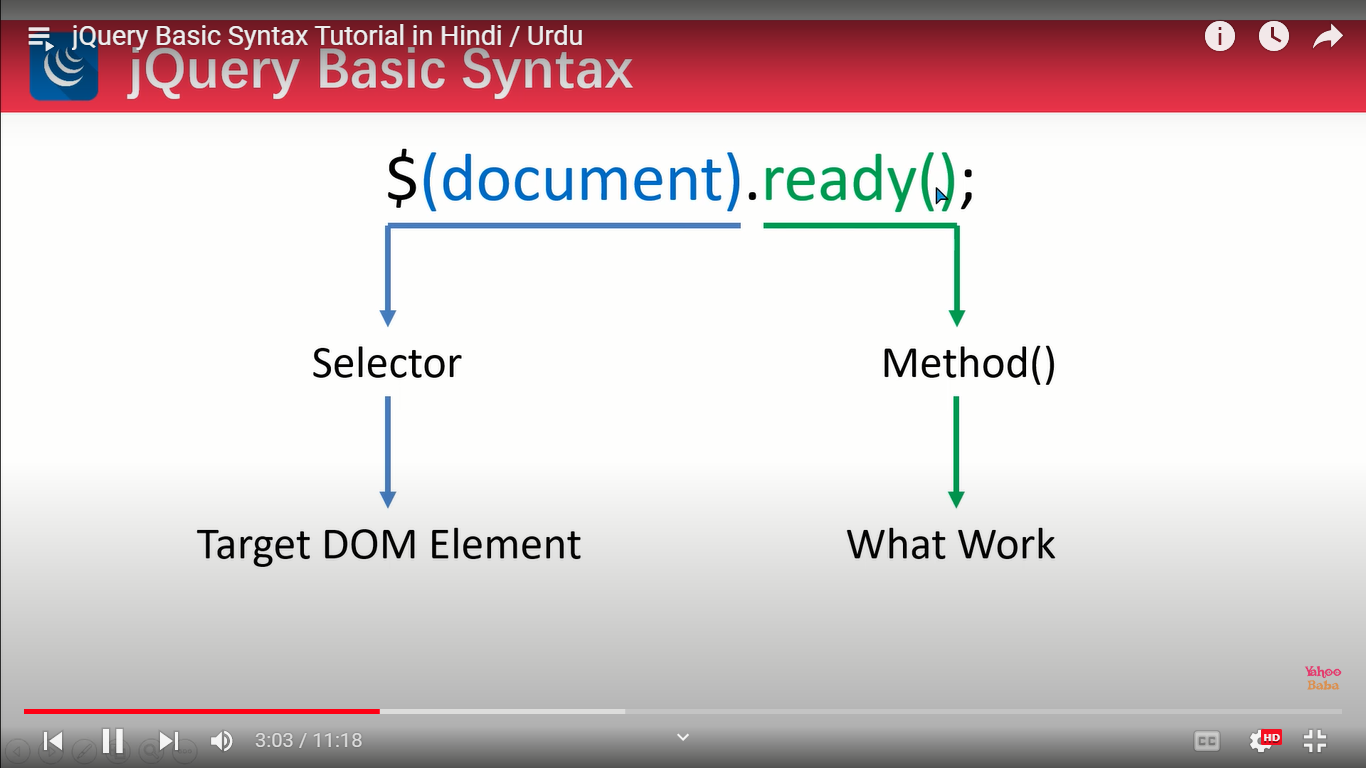 jQuery Basic Syntax Tutorial in Hindi / Urdu
jQuery Basic Syntax
$(document).ready();
Selector
Method()
Target DOM Element
What Work
Yahoo
Baba
3:03 / 11:18
CC
HD